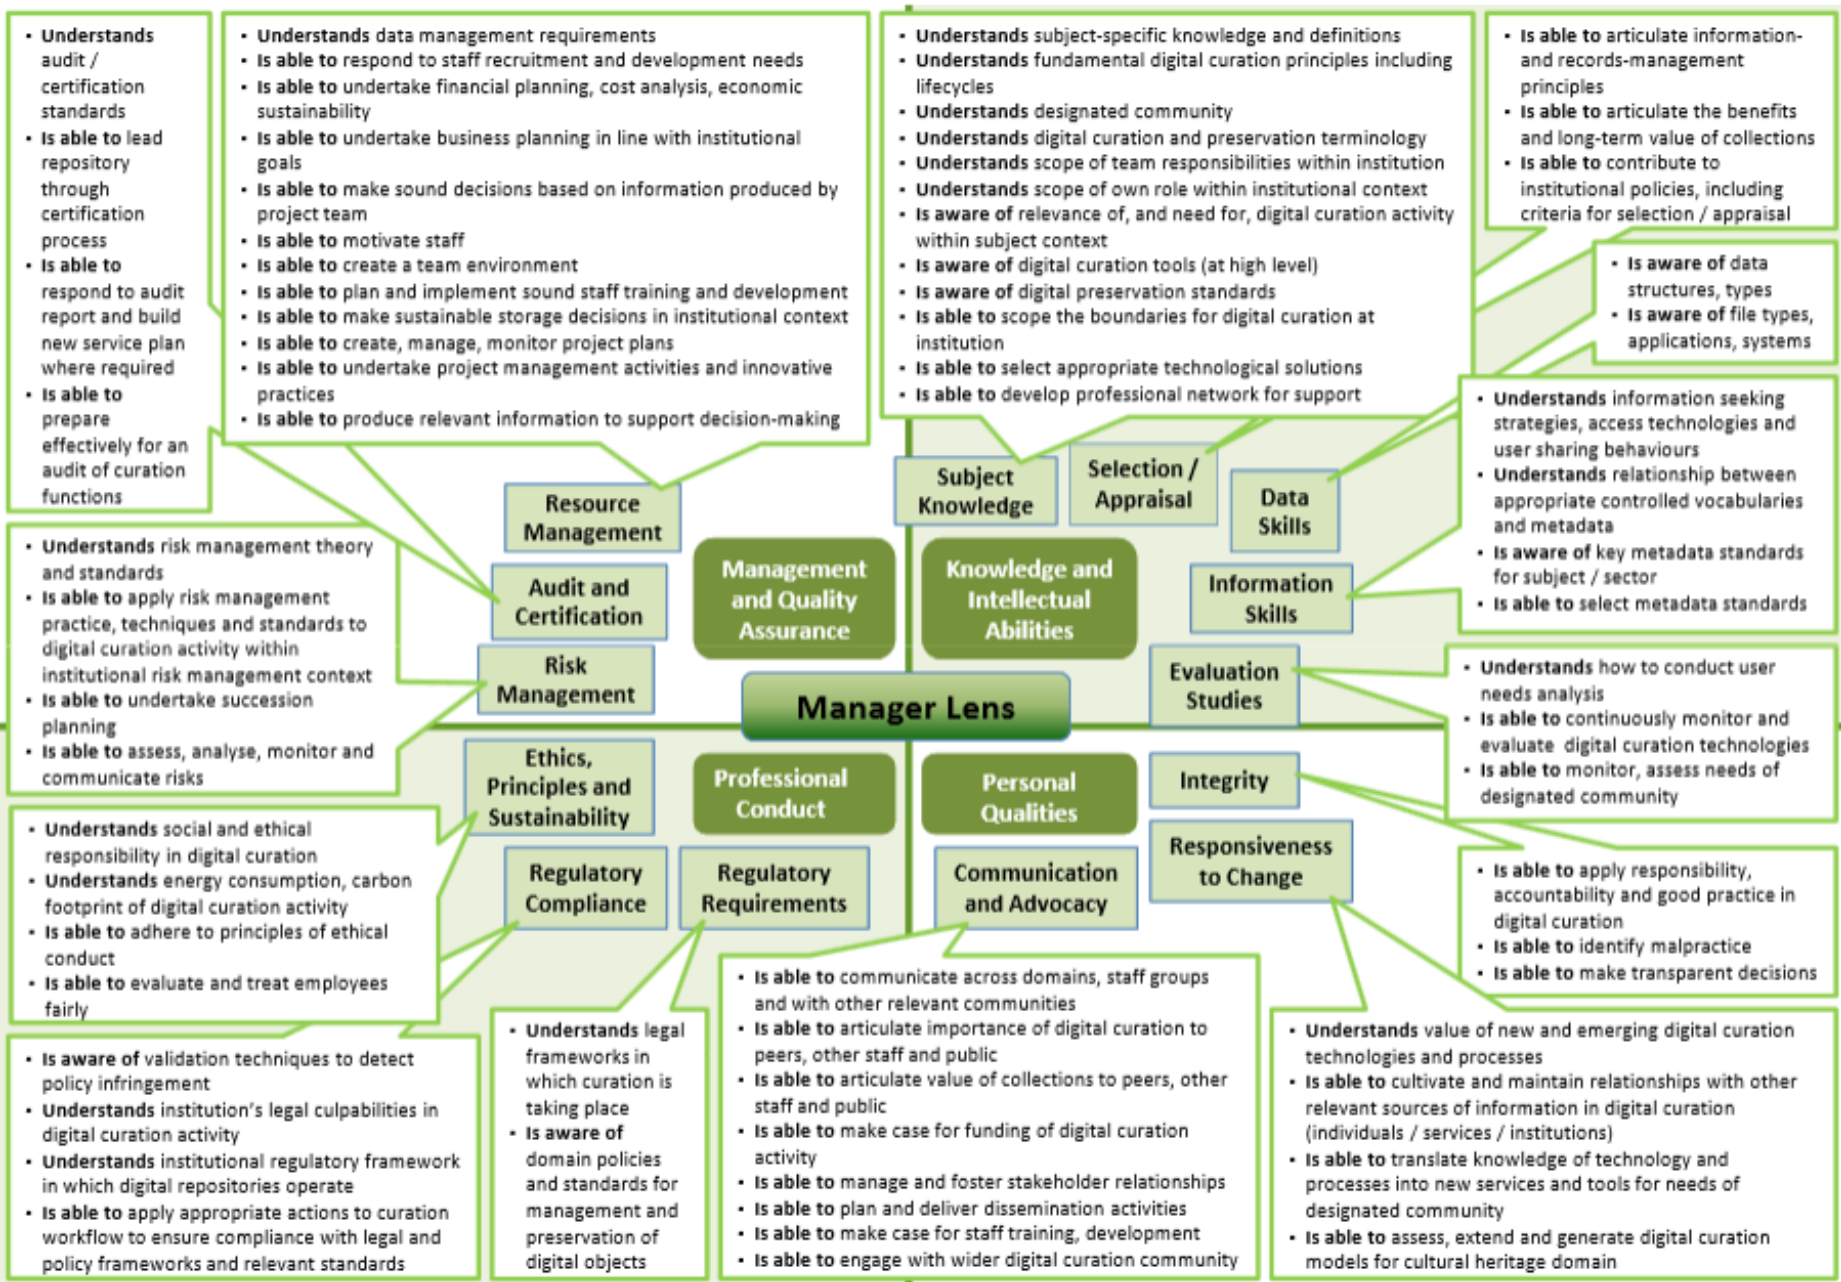 ▪ Understands
audit /
certification
standards
▪ Is able to lead
repository
through
certification
process
▪ Is able to
respond to audit
report and build
new service plan
where required
▪ Is able to
prepare
effectively for an
audit of curation
functions
▪ Understands data management requirements
▪ Is able to respond to staff recruitment and development needs
▪ Is able to undertake financial planning, cost analysis, economic
sustainability
▪ Is able to undertake business planning in line with institutional
goals
▪ Is able to make sound decisions based on information produced by
project team
▪ Is able to motivate staff
▪ Is able to create a team environment
▪ Is able to plan and implement sound staff training and development
▪ Is able to make sustainable storage decisions in institutional context
▪ Is able to create, manage, monitor project plans
▪ Is able to undertake project management activities and innovative
practices
▪ Is able to produce relevant information to support decision-making
▪ Understands subject-specific knowledge and definitions
▪ Understands fundamental digital curation principles including
lifecycles
▪ Understands designated community
▪ Understands digital curation and preservation terminology
▪ Understands scope of team responsibilities within institution
▪ Understands scope of own role within institutional context
▪ Is aware of relevance of, and need for, digital curation activity
within subject context
▪ Is aware of digital curation tools (at high level)
▪ Is aware of digital preservation standards
▪ Is able to scope the boundaries for digital curation at
institution
▪ Is able to select appropriate technological solutions
▪ Is able to develop professional network for support
▪ Is able to articulate information-
and records-management
principles
▪ Is able to articulate the benefits
and long-term value of collections
▪ Is able to contribute to
institutional policies, including
criteria for selection / appraisal
▪ Is aware of data
structures, types
▪ Is aware of file types,
applications, systems
▪ Understands information seeking
strategies, access technologies and
user sharing behaviours
▪ Understands relationship between
appropriate controlled vocabularies
and metadata
▪ Is aware of key metadata standards
for subject / sector
▪ Is able to select metadata standards
Resource
Management
Audit and
Certification
Risk
Management
Management
and Quality
Assurance
Subject
Knowledge
Selection /
Appraisal
Data
Skills
Knowledge and
Intellectual
Abilities
Information
Skills
Evaluation
Studies
▪ Understands risk management theory
and standards
▪ Is able to apply risk management
practice, techniques and standards to
digital curation activity within
institutional risk management context
▪ Is able to undertake succession
planning
▪ Is able to assess, analyse, monitor and
communicate risks
▪ Understands how to conduct user
needs analysis
▪ Is able to continuously monitor and
evaluate digital curation technologies
▪ Is able to monitor, assess needs of
designated community
Manager Lens
Ethics,
Principles and
Sustainability
Professional
Conduct
Regulatory
Compliance
Regulatory
Requirements
Personal
Qualities
Integrity
Responsiveness
to Change
Communication
and Advocacy
▪ Understands social and ethical
responsibility in digital curation
▪ Understands energy consumption, carbon
footprint of digital curation activity
▪ Is able to adhere to principles of ethical
conduct
▪ Is able to evaluate and treat employees
fairly
▪ Is able to apply responsibility,
accountability and good practice in
digital curation
▪ Is able to identify malpractice
▪ Is able to make transparent decisions
▪ Is aware of validation techniques to detect
policy infringement
▪ Understands institution's legal culpabilities in
digital curation activity
▪ Understands institutional regulatory framework
in which digital repositories operate
▪ Is able to apply appropriate actions to curation
workflow to ensure compliance with legal and
policy frameworks and relevant standards
▪ Understands legal
frameworks in
which curation is
taking place
▪ Is aware of
domain policies
and standards for
management and
preservation of
digital objects
▪ Is able to communicate across domains, staff groups
and with other relevant communities
▪ Is able to articulate importance of digital curation to
peers, other staff and public
▪ Is able to articulate value of collections to peers, other
staff and public
▪ Is able to make case for funding of digital curation
activity
▪ Is able to manage and foster stakeholder relationships
▪ Is able to plan and deliver dissemination activities
▪ Is able to make case for staff training, development
▪ Is able to engage with wider digital curation community
▪ Understands value of new and emerging digital curation
technologies and processes
▪ Is able to cultivate and maintain relationships with other
relevant sources of information in digital curation
(individuals / services / institutions)
▪ Is able to translate knowledge of technology and
processes into new services and tools for needs of
designated community
▪ Is able to assess, extend and generate digital curation
models for cultural heritage domain